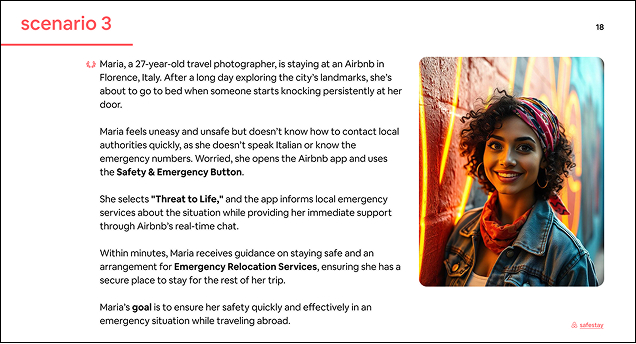 scenario 3
18
Maria, a 27-year-old travel photographer, is staying at an Airbnb in
Florence, Italy. After a long day exploring the city's landmarks, she's
about to go to bed when someone starts knocking persistently at her
door.
Maria feels uneasy and unsafe but doesn't know how to contact local
authorities quickly, as she doesn't speak Italian or know the
emergency numbers. Worried, she opens the Airbnb app and uses
the Safety & Emergency Button.
She selects "Threat to Life," and the app informs local emergency
services about the situation while providing her immediate support
through Airbnb's real-time chat.
Within minutes, Maria receives guidance on staying safe and an
arrangement for Emergency Relocation Services, ensuring she has a
secure place to stay for the rest of her trip.
Maria's goal is to ensure her safety quickly and effectively in an
emergency situation while traveling abroad.
safestay